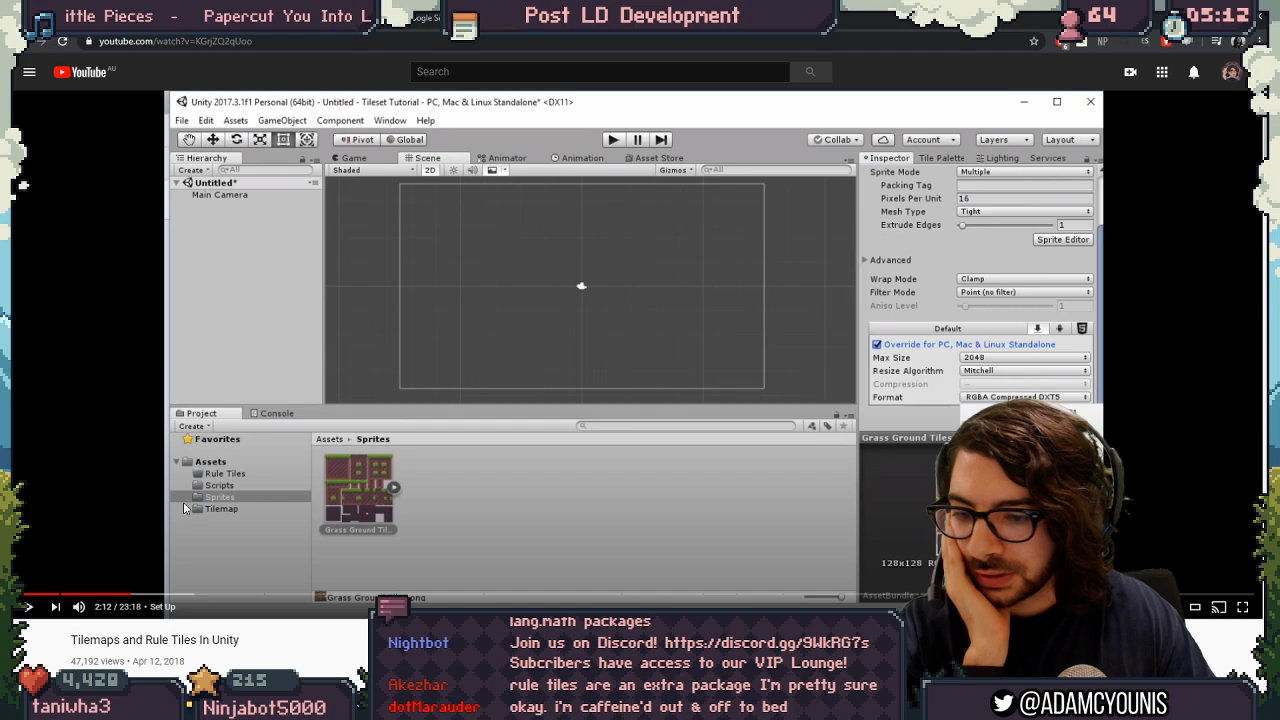 ittle Pieces - Papercut You Into L
Post LD Development
64
05:12
youtube.com/watch?v=KGrjZQ2qUoo
YouTube AU
Search
Unity 2017.3.1f1 Personal (64bit) - Untitled - Tileset Tutorial - PC, Mac & Linux Standalone* <DX11>
File Edit Assets GameObject Component Window Help
Pivot Global Collab Account Layers Layout
Hierarchy Game Scene Animator Animation Asset Store Inspector Tile Palette Lighting Services
Create All Shaded 2D Gizmos All
Untitled*
Main Camera
Sprite Mode Multiple
Packing Tag
Pixels Per Unit 16
Mesh Type Tight
Extrude Edges 1
Sprite Editor
Advanced
Wrap Mode Clamp
Filter Mode Point (no filter)
Aniso Level 1
Default
Override for PC, Mac & Linux Standalone
Max Size 2048
Resize Algorithm Mitchell
Compression
Format RGBA Compressed DXT5
Project Console
Create
Favorites
Assets
Rule Tiles
Scripts
Sprites
Tilemap
Assets Sprites
Grass Ground Til...
Grass Ground Tiles
128x128
AssetBundle
2:12 / 23:18 • Set Up
Tilemaps and Rule Tiles In Unity
47,192 views • Apr 12, 2018
ang.math packages
Nightbot Join us on Discord! https://discord.gg/9WkRG7s
Subscribers have access to our VIP Lounge!
Akezhar rule tiles are an extra package I'm pretty sure
dotMarauder okay. i'm caffeine'd out & off to bed
4,428
taniwha3
213
Ninjabot5000
@ADAMCYOUNIS